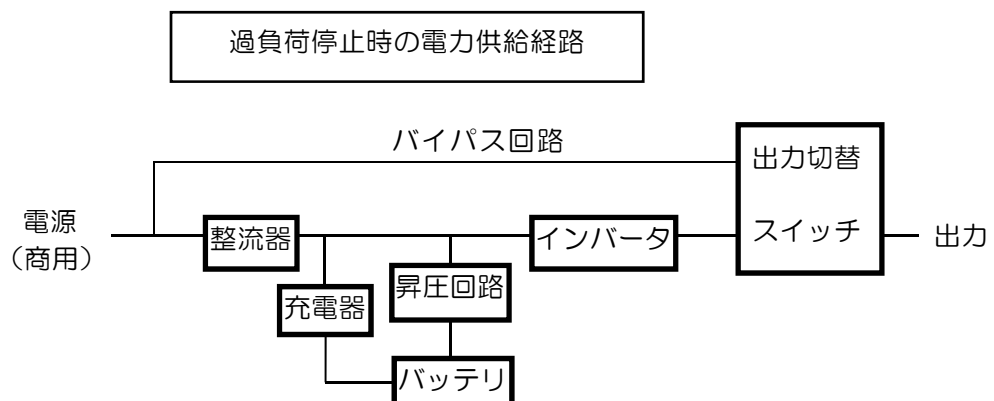 過負荷停止時の電力供給経路
バイパス回路
出力切替
スイッチ
電源
（商用）
整流器
インバータ
出力
充電器
昇圧回路
バッテリ